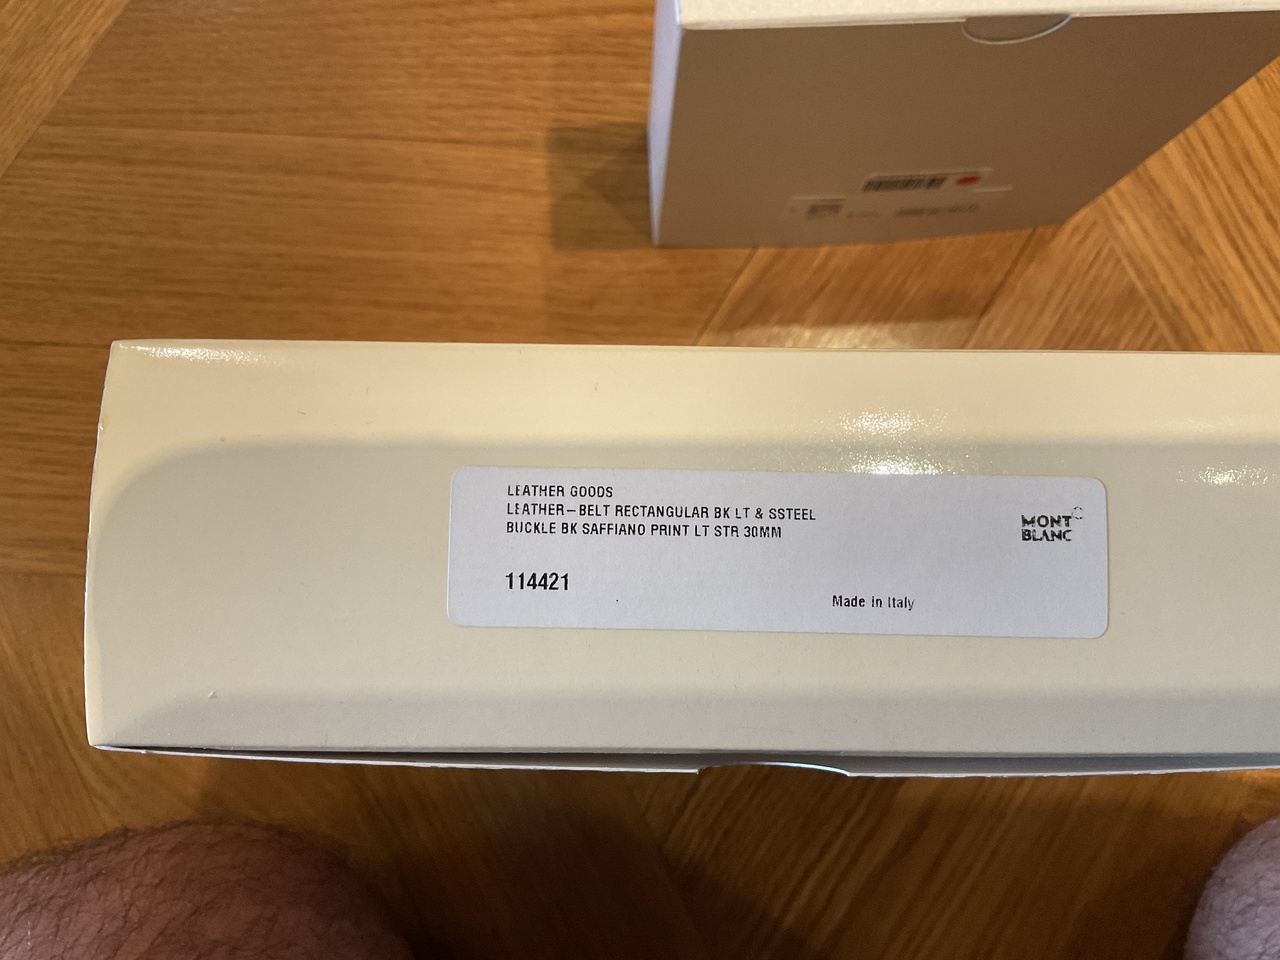 LEATHER GOODS
LEATHER-BELT RECTANGULAR BK LT & SSTEEL
BUCKLE BK SAFFIANO PRINT LT STR 30MM
MONT
BLANC
114421
Made in Italy